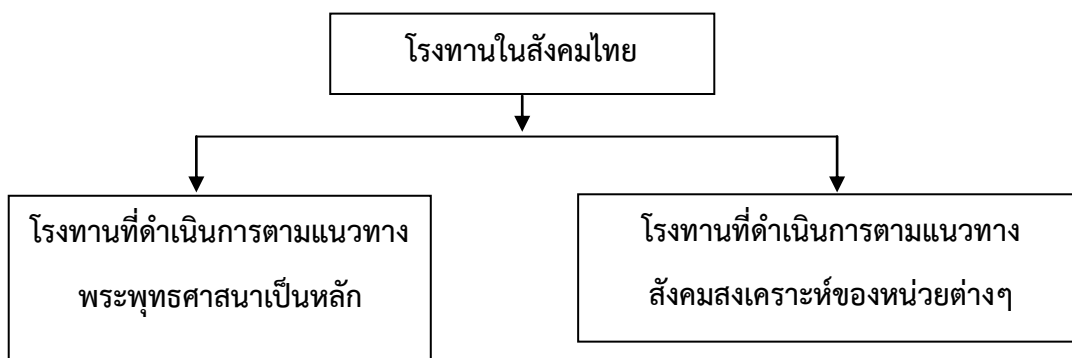 โรงทานในสังคมไทย
โรงทานที่ดำเนินการตามแนวทาง
พระพุทธศาสนาเป็นหลัก
โรงทานที่ดำเนินการตามแนวทาง
สังคมสงเคราะห์ของหน่วยต่างๆ